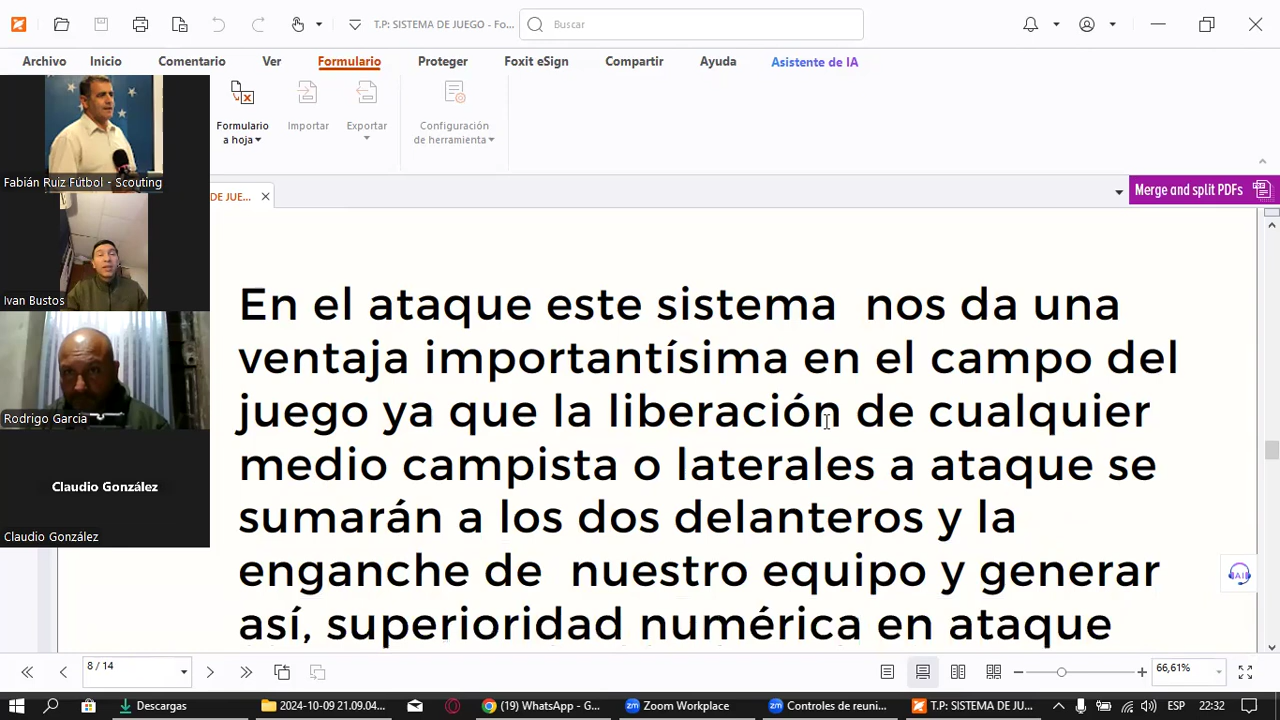 T.P: SISTEMA DE JUEGO - Fo...
Buscar
Archivo Inicio Comentario Ver Formulario Proteger Foxit eSign Compartir Ayuda Asistente de IA
Formulario
a hoja
Importar
Exportar
Configuración
de herramienta
DE JUE...
Merge and split PDFs
Fabián Ruiz Fútbol - Scouting
Ivan Bustos
Rodrigo Garcia
Claudio González
Claudio González
En el ataque este sistema nos da una
ventaja importantísima en el campo del
juego ya que la liberación de cualquier
medio campista o laterales a ataque se
sumarán a los dos delanteros y la
enganche de nuestro equipo y generar
así, superioridad numérica en ataque
AI
8 / 14
66,61%
Descargas
2024-10-09 21.09.04...
(19) WhatsApp - G...
Zoom Workplace
Controles de reuni...
T.P: SISTEMA DE JU...
ESP
22:32